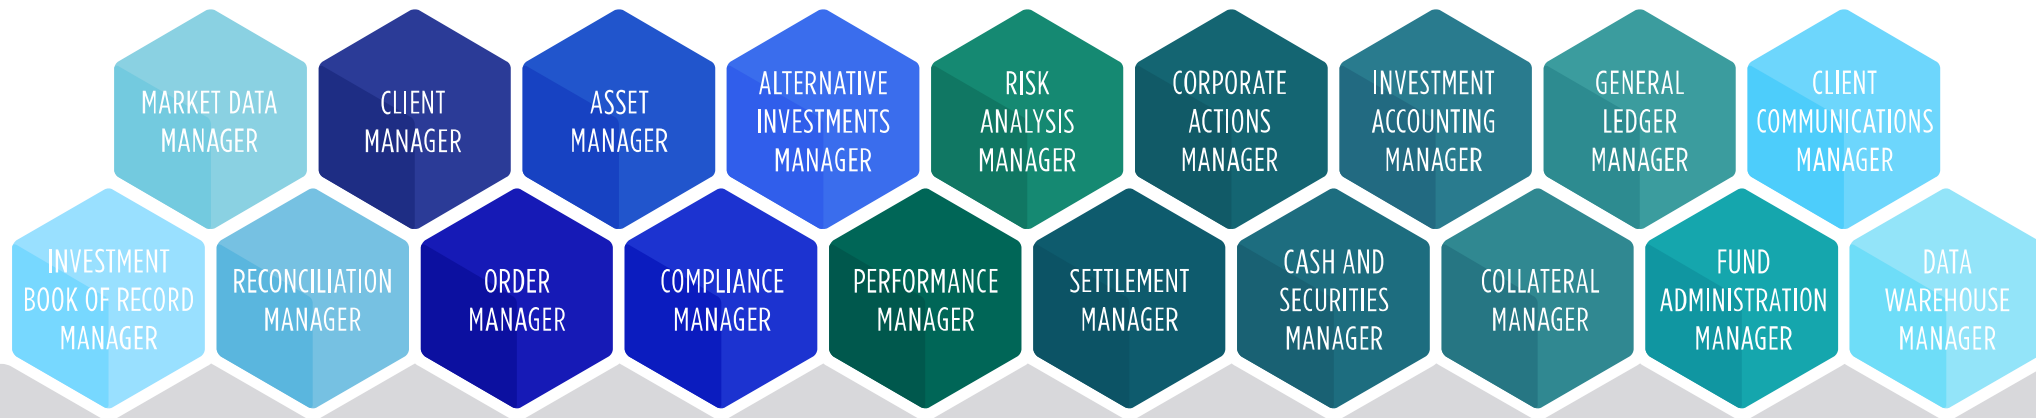 MARKET DATA
MANAGER
CLIENT
MANAGER
ASSET
MANAGER
ALTERNATIVE
INVESTMENTS
MANAGER
RISK
ANALYSIS
MANAGER
CORPORATE
ACTIONS
MANAGER
INVESTMENT
ACCOUNTING
MANAGER
GENERAL
LEDGER
MANAGER
CLIENT
COMMUNICATIONS
MANAGER
INVESTMENT
BOOK OF RECORD
MANAGER
RECONCILIATION
MANAGER
ORDER
MANAGER
COMPLIANCE
MANAGER
PERFORMANCE
MANAGER
SETTLEMENT
MANAGER
CASH AND
SECURITIES
MANAGER
COLLATERAL
MANAGER
FUND
ADMINISTRATION
MANAGER
DATA
WAREHOUSE
MANAGER